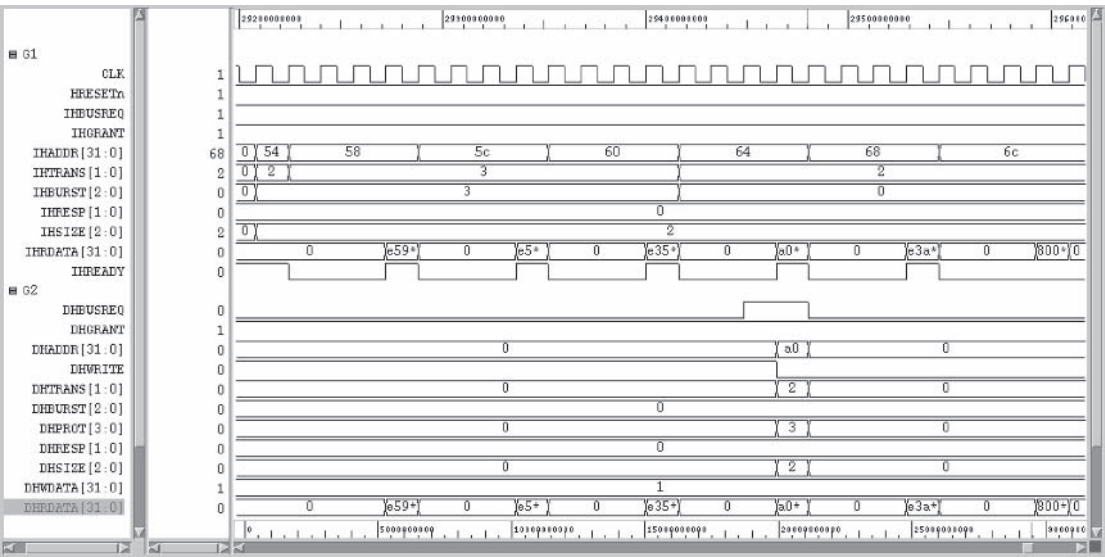 29200000000 29300000000 29400000000 29500000000 296000
G1
CLK 1
HRESETn 1
IHBUSREQ 1
IHGRANT 1
IHADDR[31:0] 68 0 54 58 5c 60 64 68 6c
IHTRANS[1:0] 2 0 2 3 2
IHBURST[2:0] 0 0 3 0
IHRESP[1:0] 0 0
IHSIZE[2:0] 2 0 2
IHRDATA[31:0] 0 0 e59* 0 e5* 0 e35* 0 a0* 0 e3a* 0 800* 0
IHREADY 0
G2
DHBUSREQ 0
DHGRANT 1
DHADDR[31:0] 0 0 a0 0
DHWRITE 0
DHTRANS[1:0] 0 0 2 0
DHBURST[2:0] 0 0
DHPROT[3:0] 0 0 3 0
DHRESP[1:0] 0 0
DHSIZE[2:0] 0 0 2 0
DHWDATA[31:0] 1 1
DHRDATA[31:0] 0 0 e59* 0 e5* 0 e35* 0 a0* 0 e3a* 0 800* 0
0 5000000000 10000000000 15000000000 20000000000 25000000000